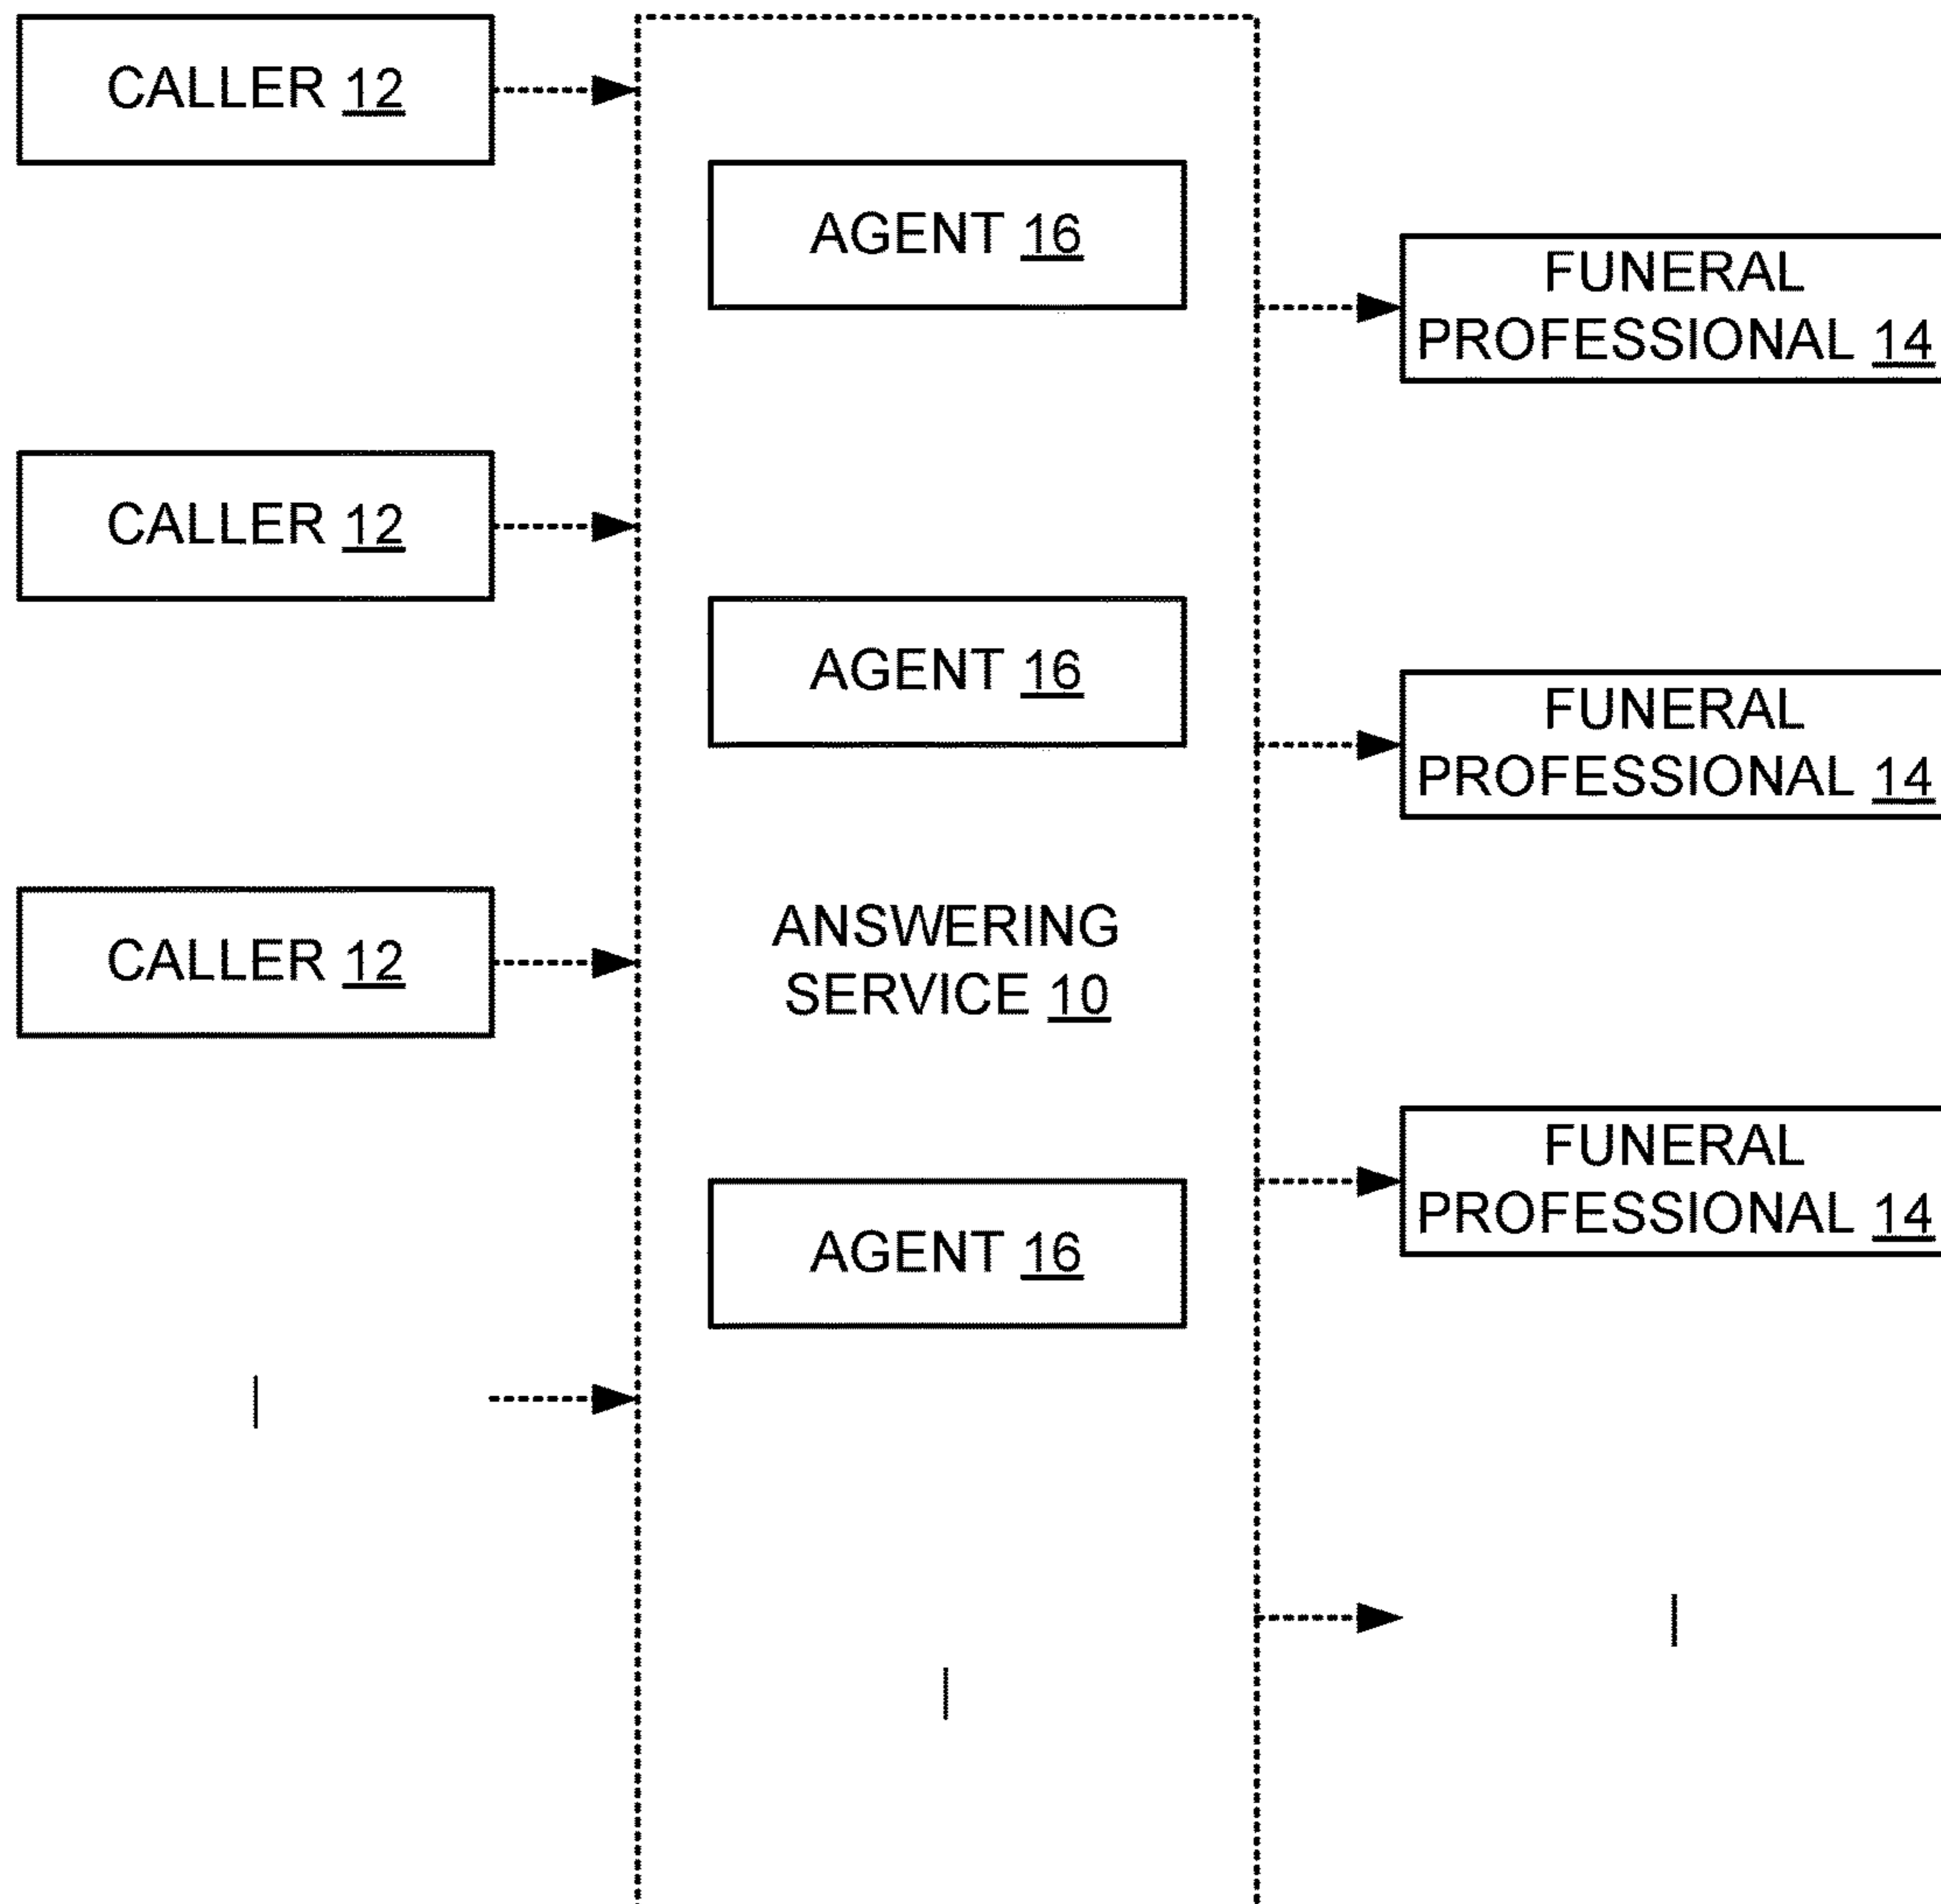 CALLER 12
CALLER 12
CALLER 12
AGENT 16
AGENT 16
ANSWERING
SERVICE 10
AGENT 16
FUNERAL
PROFESSIONAL 14
FUNERAL
PROFESSIONAL 14
FUNERAL
PROFESSIONAL 14